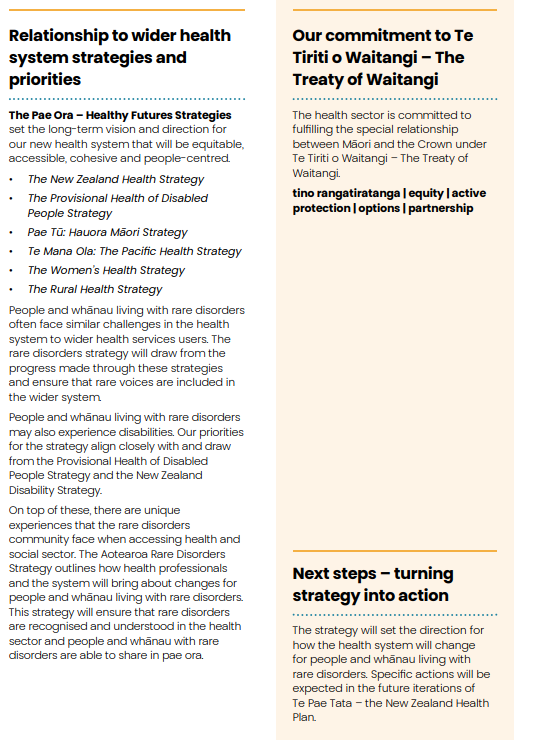 Relationship to wider health
system strategies and
priorities
The Pae Ora – Healthy Futures Strategies
set the long-term vision and direction for
our new health system that will be equitable,
accessible, cohesive and people-centred.
• The New Zealand Health Strategy
• The Provisional Health of Disabled
People Strategy
• Pae Tū: Hauora Māori Strategy
• Te Mana Ola: The Pacific Health Strategy
• The Women's Health Strategy
• The Rural Health Strategy
People and whānau living with rare disorders
often face similar challenges in the health
system to wider health services users. The
rare disorders strategy will draw from the
progress made through these strategies
and ensure that rare voices are included in
the wider system.
People and whānau living with rare disorders
may also experience disabilities. Our priorities
for the strategy align closely with and draw
from the Provisional Health of Disabled
People Strategy and the New Zealand
Disability Strategy.
On top of these, there are unique
experiences that the rare disorders
community face when accessing health and
social sector. The Aotearoa Rare Disorders
Strategy outlines how health professionals
and the system will bring about changes for
people and whānau living with rare disorders.
This strategy will ensure that rare disorders
are recognised and understood in the health
sector and people and whānau with rare
disorders are able to share in pae ora.
Our commitment to Te
Tiriti o Waitangi – The
Treaty of Waitangi
The health sector is committed to
fulfilling the special relationship
between Māori and the Crown under
Te Tiriti o Waitangi – The Treaty of
Waitangi.
tino rangatiratanga | equity | active
protection | options | partnership
Next steps – turning
strategy into action
The strategy will set the direction for
how the health system will change
for people and whānau living with
rare disorders. Specific actions will be
expected in the future iterations of
Te Pae Tata – the New Zealand Health
Plan.